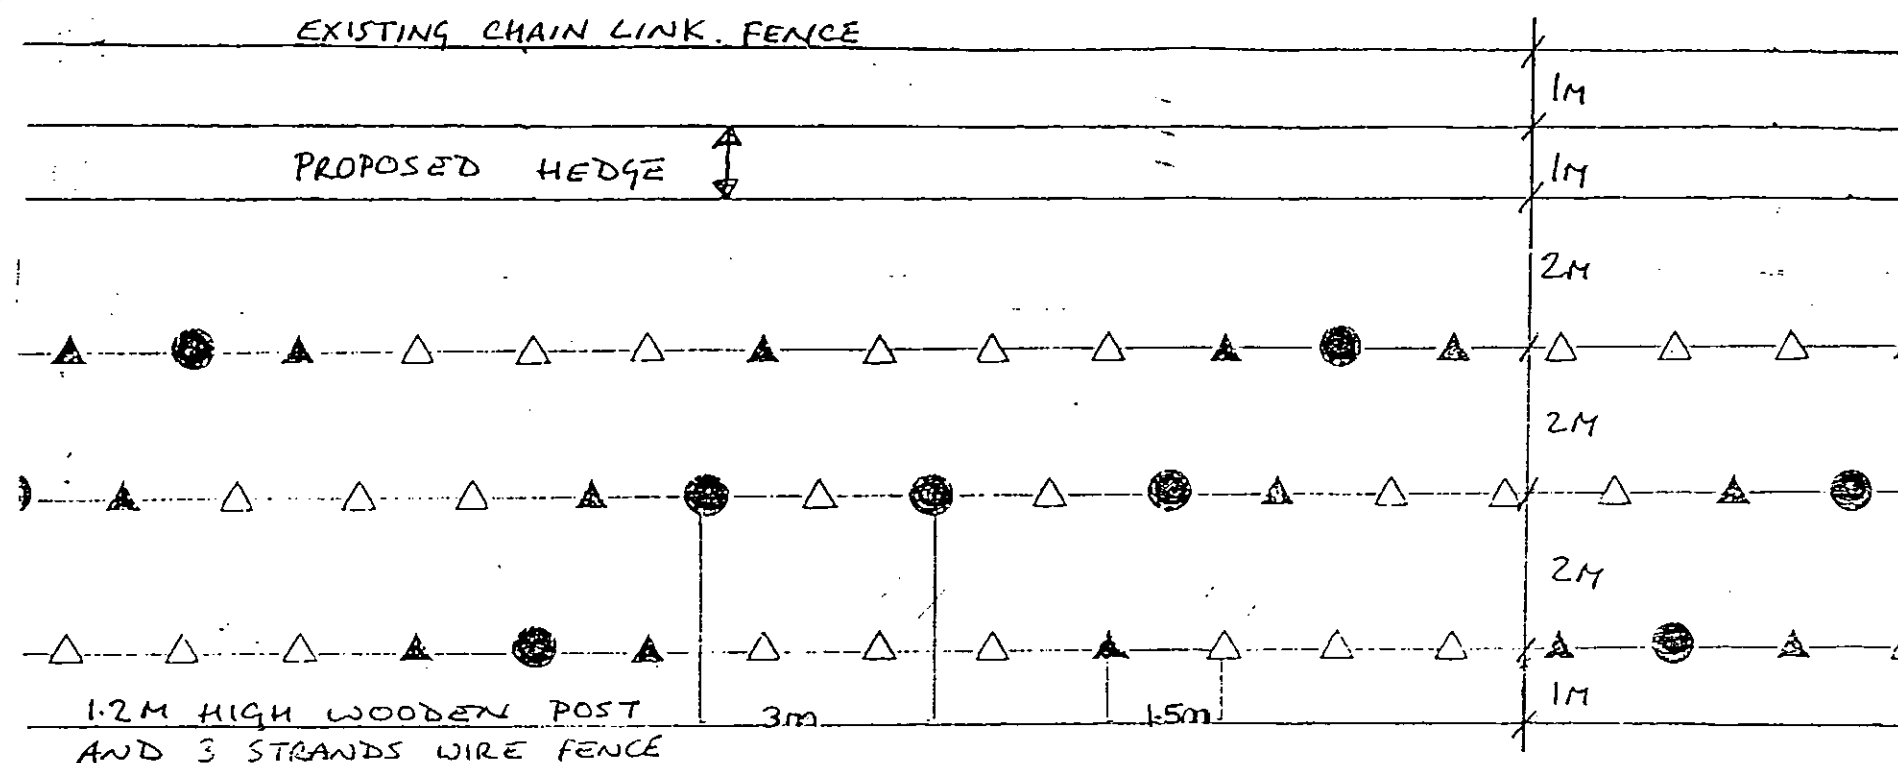 EXISTING CHAIN LINK. FENCE
1M
PROPOSED HEDGE
1M
2M
2M
2M
1.2M HIGH WOODEN POST
AND 3 STRANDS WIRE FENCE
3m
1.5m
1M